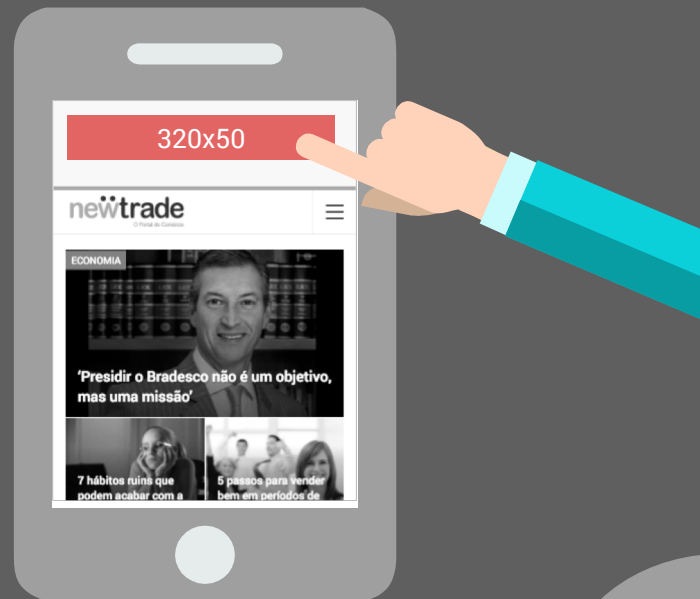 320x50
newtrade
O Portal do Comércio
ECONOMIA
‘Presidir o Bradesco não é um objetivo,
mas uma missão’
7 hábitos ruins que
podem acabar com a
5 passos para vender
bem em períodos de